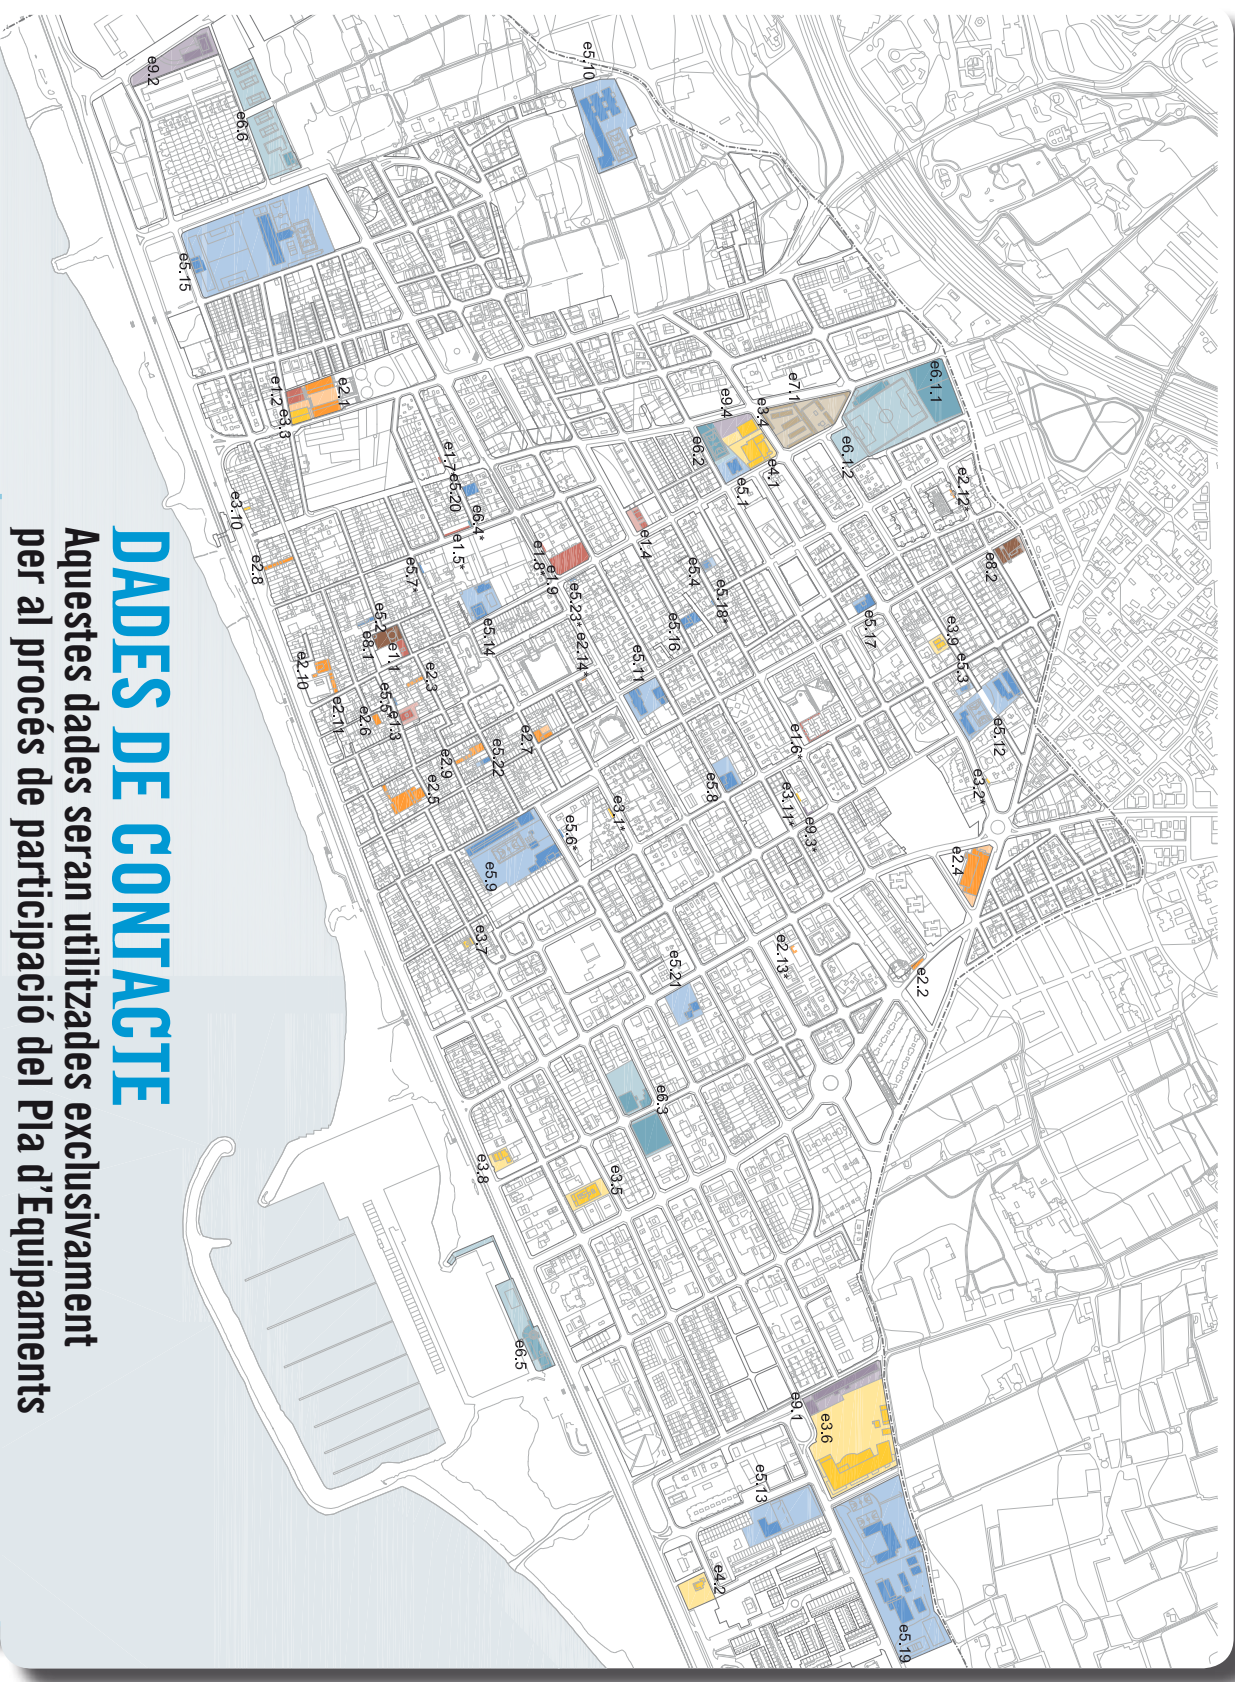 e5.12
e8.2
e3.2*
e2.12*
e5.3
e2.4
e3.9
e6.1.1
e2.2
e5.19
e5.17
e6.1.2
e3.6
e9.3*
e7.1
e1.6*
e9.1
e3.11*
e2.13*
e4.1
e3.4
e5.13
e5.1
e9.4
e5.18*
e4.2
e5.8
e6.2
e5.4
e5.21
e5.16
e6.3
e1.4
e5.11
e3.1*
e3.5
e5.10
e2.14*
e5.23*
e5.6*
e1.9
e1.8*
e2.7
e6.5
e5.22
e5.14
e5.9
e3.7
e3.8
e6.4*
e1.5*
e5.20
e1.7
e2.9
e2.5
e2.3
e5.7*
e1.3
e1.1
e5.5*
e5.2
e8.1
e2.6
e2.1
e2.11
e2.10
e3.3
e1.2
e2.8
e6.6
e3.10
e5.15
e9.2
DADES DE CONTACTE
Aquestes dades seran utilitzades exclusivament
per al procés de participació del Pla d'Equipaments